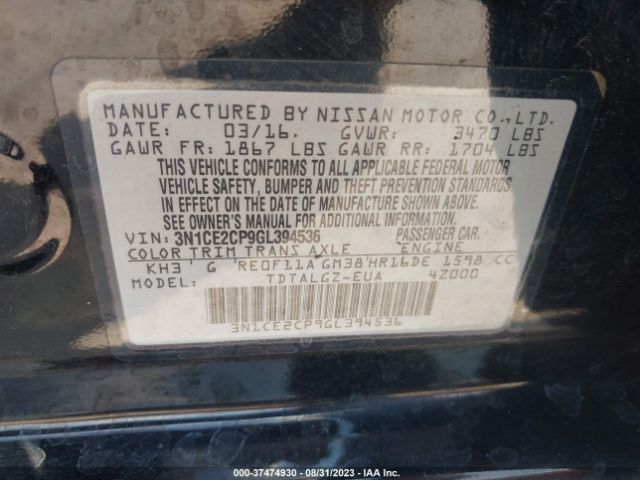 MANUFACTURED BY NISSAN MOTOR CO.,LTD.
DATE: 03/16. GVWR: 3470 LBS
GAWR FR: 1867 LBS GAWR RR: 1704 LBS
THIS VEHICLE CONFORMS TO ALL APPLICABLE FEDERAL MOTOR
VEHICLE SAFETY, BUMPER AND THEFT PREVENTION STANDARDS
IN EFFECT ON THE DATE OF MANUFACTURE SHOWN ABOVE.
SEE OWNER'S MANUAL FOR ADDITIONAL INFORMATION.
VIN: 3N1CE2CP9GL394536 PASSENGER CAR.
COLOR TRIM TRANS AXLE ENGINE
KH3 G RE0F11A GM38 HR16DE 1598 CC
MODEL: TDTALGZ-EUA 42000
3N1CE2CP9GL394536
000-37474930 - 08/31/2023 - IAA Inc.